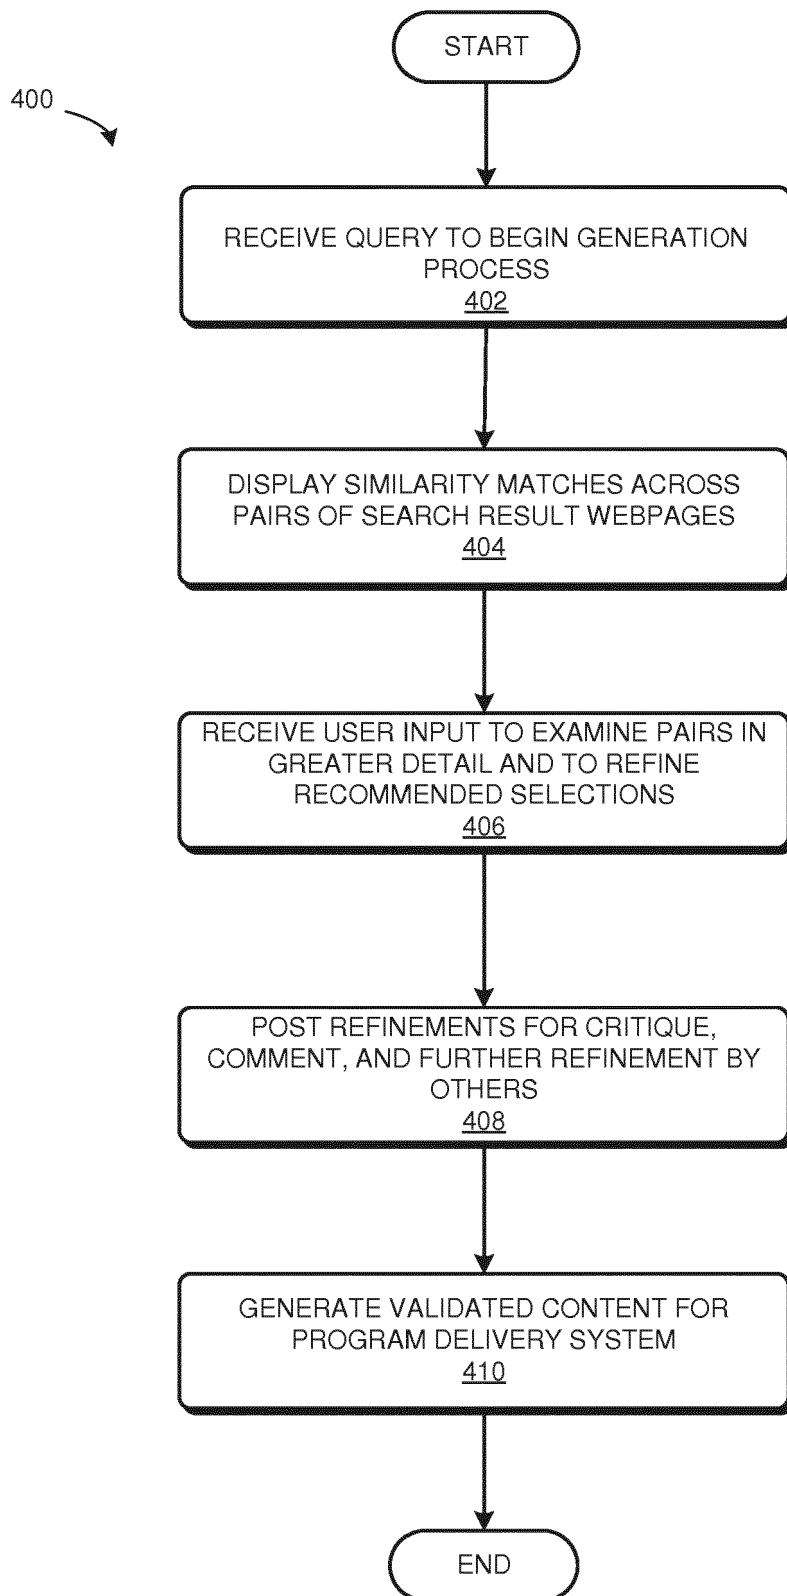 START
400
RECEIVE QUERY TO BEGIN GENERATION
PROCESS
402
DISPLAY SIMILARITY MATCHES ACROSS
PAIRS OF SEARCH RESULT WEBPAGES
404
RECEIVE USER INPUT TO EXAMINE PAIRS IN
GREATER DETAIL AND TO REFINE
RECOMMENDED SELECTIONS
406
POST REFINEMENTS FOR CRITIQUE,
COMMENT, AND FURTHER REFINEMENT BY
OTHERS
408
GENERATE VALIDATED CONTENT FOR
PROGRAM DELIVERY SYSTEM
410
END